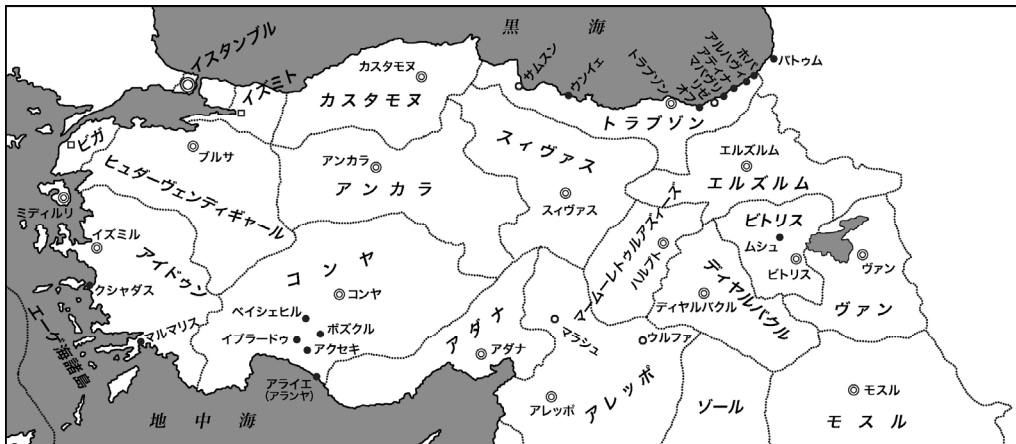 黒海
イスタンブル
イズミト
カスタモヌ
カスタモヌ
サムスン
ウンイェ
トラブゾン
オフ
リゼ
マパヴリ
アティナ
アルハヴィ
ホパ
バトゥム
トラブゾン
ビガ
ブルサ
ヒュダーヴェンディギャール
アンカラ
アンカラ
スィヴァス
スィヴァス
エルズルム
エルズルム
ミディルリ
イズミル
アイドゥン
クシャダス
マルマリス
エーゲ海諸島
コンヤ
コンヤ
ベイシェヒル
ボズクル
イブラードゥ
アクセキ
アライエ
(アランヤ)
アダナ
アダナ
マームーレトゥルアズィーズ
ハルプト
ビトリス
ムシュ
ビトリス
ヴァン
ヴァン
ディヤルバクル
ディヤルバクル
マラシュ
ウルファ
アレッポ
アレッポ
ゾール
モスル
モスル
地中海